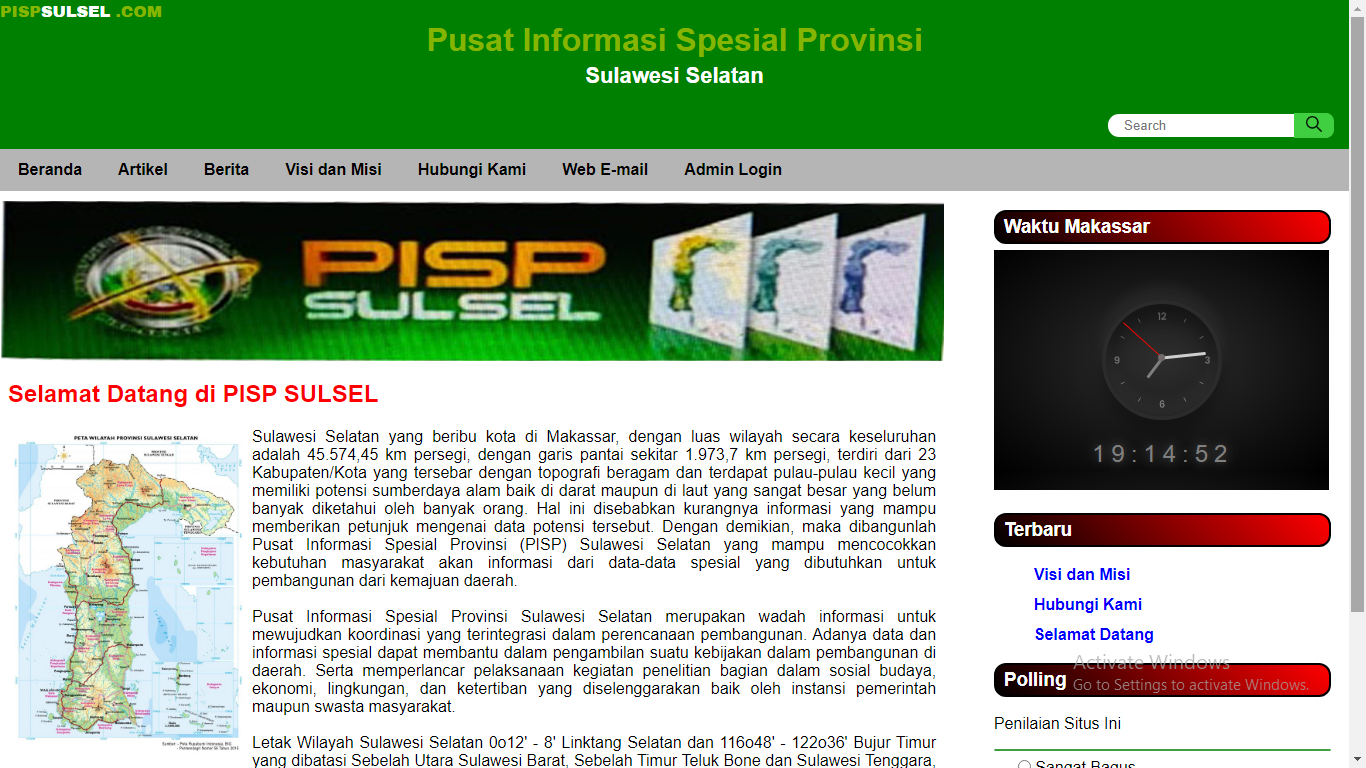 PISPSULSEL .COM
Pusat Informasi Spesial Provinsi
Sulawesi Selatan
Search
Beranda Artikel Berita Visi dan Misi Hubungi Kami Web E-mail Admin Login
PISP
SULSEL
Selamat Datang di PISP SULSEL
PETA WILAYAH PROVINSI SULAWESI SELATAN
Sulawesi Selatan yang beribu kota di Makassar, dengan luas wilayah secara keseluruhan
adalah 45.574,45 km persegi, dengan garis pantai sekitar 1.973,7 km persegi, terdiri dari 23
Kabupaten/Kota yang tersebar dengan topografi beragam dan terdapat pulau-pulau kecil yang
memiliki potensi sumberdaya alam baik di darat maupun di laut yang sangat besar yang belum
banyak diketahui oleh banyak orang. Hal ini disebabkan kurangnya informasi yang mampu
memberikan petunjuk mengenai data potensi tersebut. Dengan demikian, maka dibangunlah
Pusat Informasi Spesial Provinsi (PISP) Sulawesi Selatan yang mampu mencocokkan
kebutuhan masyarakat akan informasi dari data-data spesial yang dibutuhkan untuk
pembangunan dari kemajuan daerah.
Pusat Informasi Spesial Provinsi Sulawesi Selatan merupakan wadah informasi untuk
mewujudkan koordinasi yang terintegrasi dalam perencanaan pembangunan. Adanya data dan
informasi spesial dapat membantu dalam pengambilan suatu kebijakan dalam pembangunan di
daerah. Serta memperlancar pelaksanaan kegiatan penelitian bagian dalam sosial budaya,
ekonomi, lingkungan, dan ketertiban yang diselenggarakan baik oleh instansi pemerintah
maupun swasta masyarakat.
Letak Wilayah Sulawesi Selatan 0o12' - 8' Linktang Selatan dan 116o48' - 122o36' Bujur Timur
yang dibatasi Sebelah Utara Sulawesi Barat, Sebelah Timur Teluk Bone dan Sulawesi Tenggara,
Waktu Makassar
12
9 3
6
19:14:52
Terbaru
Visi dan Misi
Hubungi Kami
Selamat Datang
Polling
Activate Windows
Go to Settings to activate Windows.
Penilaian Situs Ini
Sangat Bagus